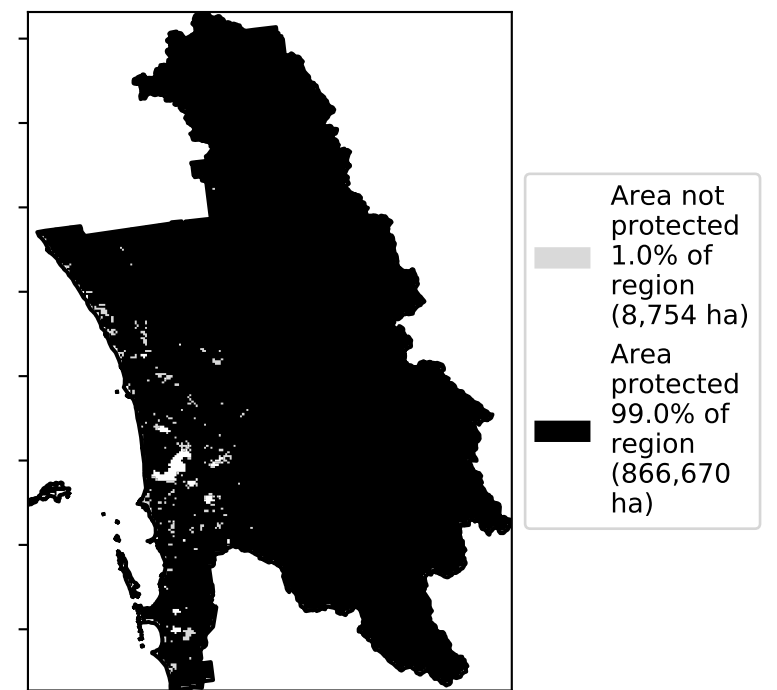 Area not
protected
1.0% of
region
(8,754 ha)
Area
protected
99.0% of
region
(866,670
ha)